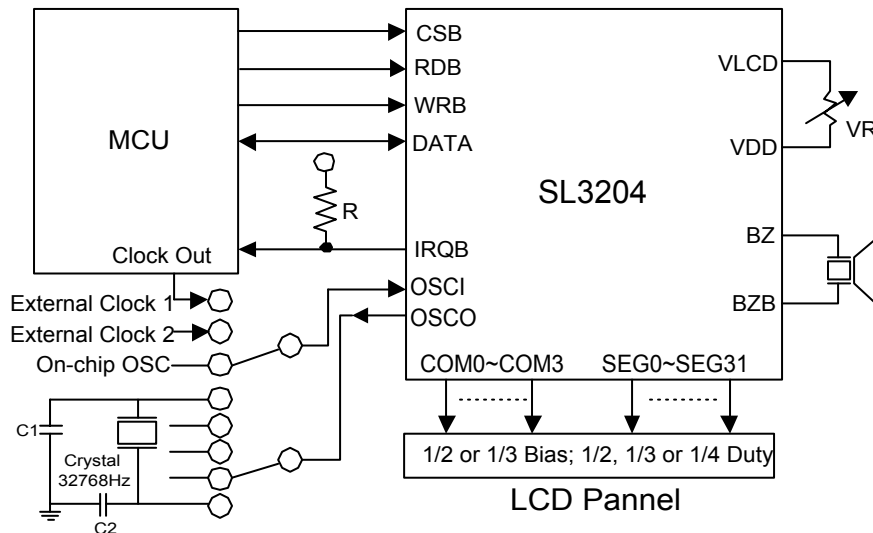 MCU
CSB
RDB
WRB
DATA
R
IRQB
Clock Out
OSCI
OSCO
SL3204
VLCD
VR
VDD
BZ
BZB
External Clock 1
External Clock 2
On-chip OSC
C1
Crystal
32768Hz
C2
COM0~COM3
SEG0~SEG31
1/2 or 1/3 Bias; 1/2, 1/3 or 1/4 Duty
LCD Pannel